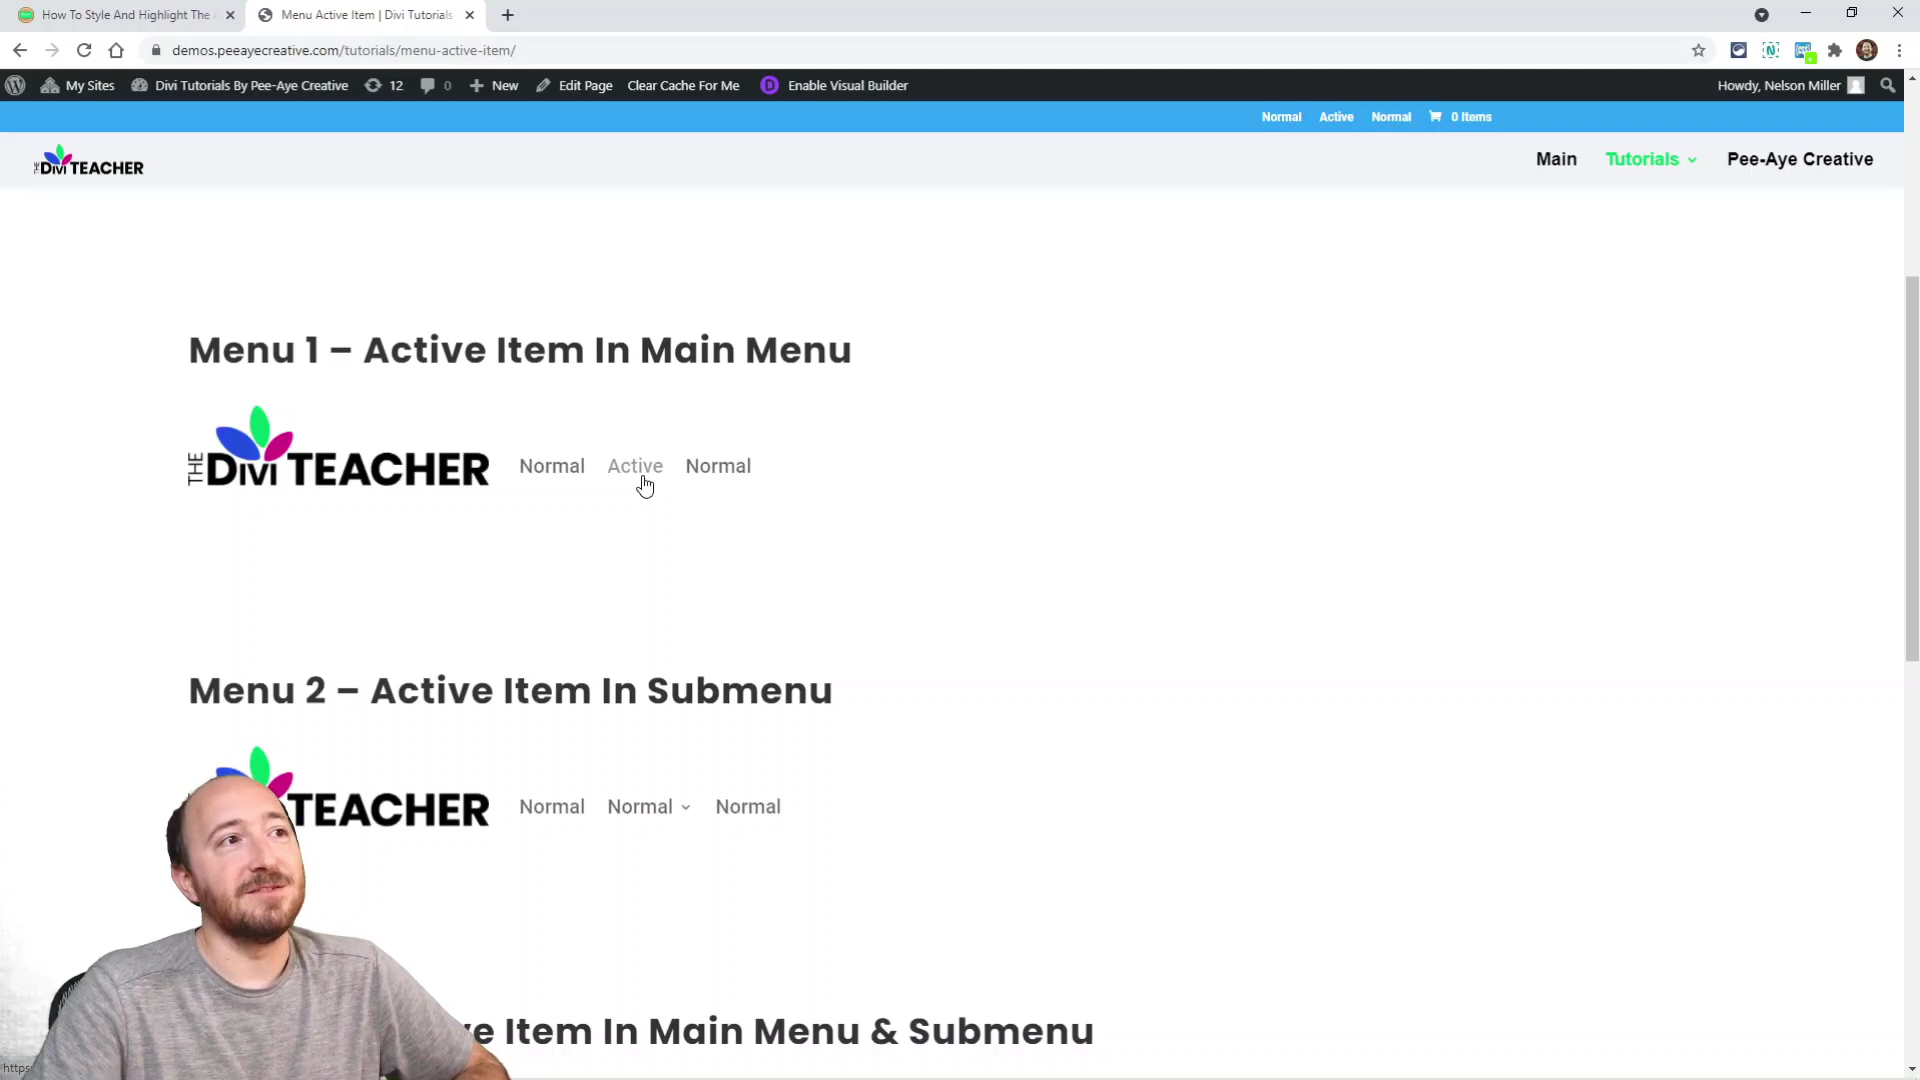 How To Style And Highlight The
Menu Active Item | Divi Tutorials
demos.peeayecreative.com/tutorials/menu-active-item/
My Sites
Divi Tutorials By Pee-Aye Creative
12
0
New
Edit Page
Clear Cache For Me
Enable Visual Builder
Howdy, Nelson Miller
Normal
Active
Normal
0 Items
THE DIVI TEACHER
Main
Tutorials
Pee-Aye Creative
Menu 1 – Active Item In Main Menu
THE DIVI TEACHER
Normal
Active
Normal
Menu 2 – Active Item In Submenu
TEACHER
Normal
Normal
Normal
e Item In Main Menu & Submenu
https